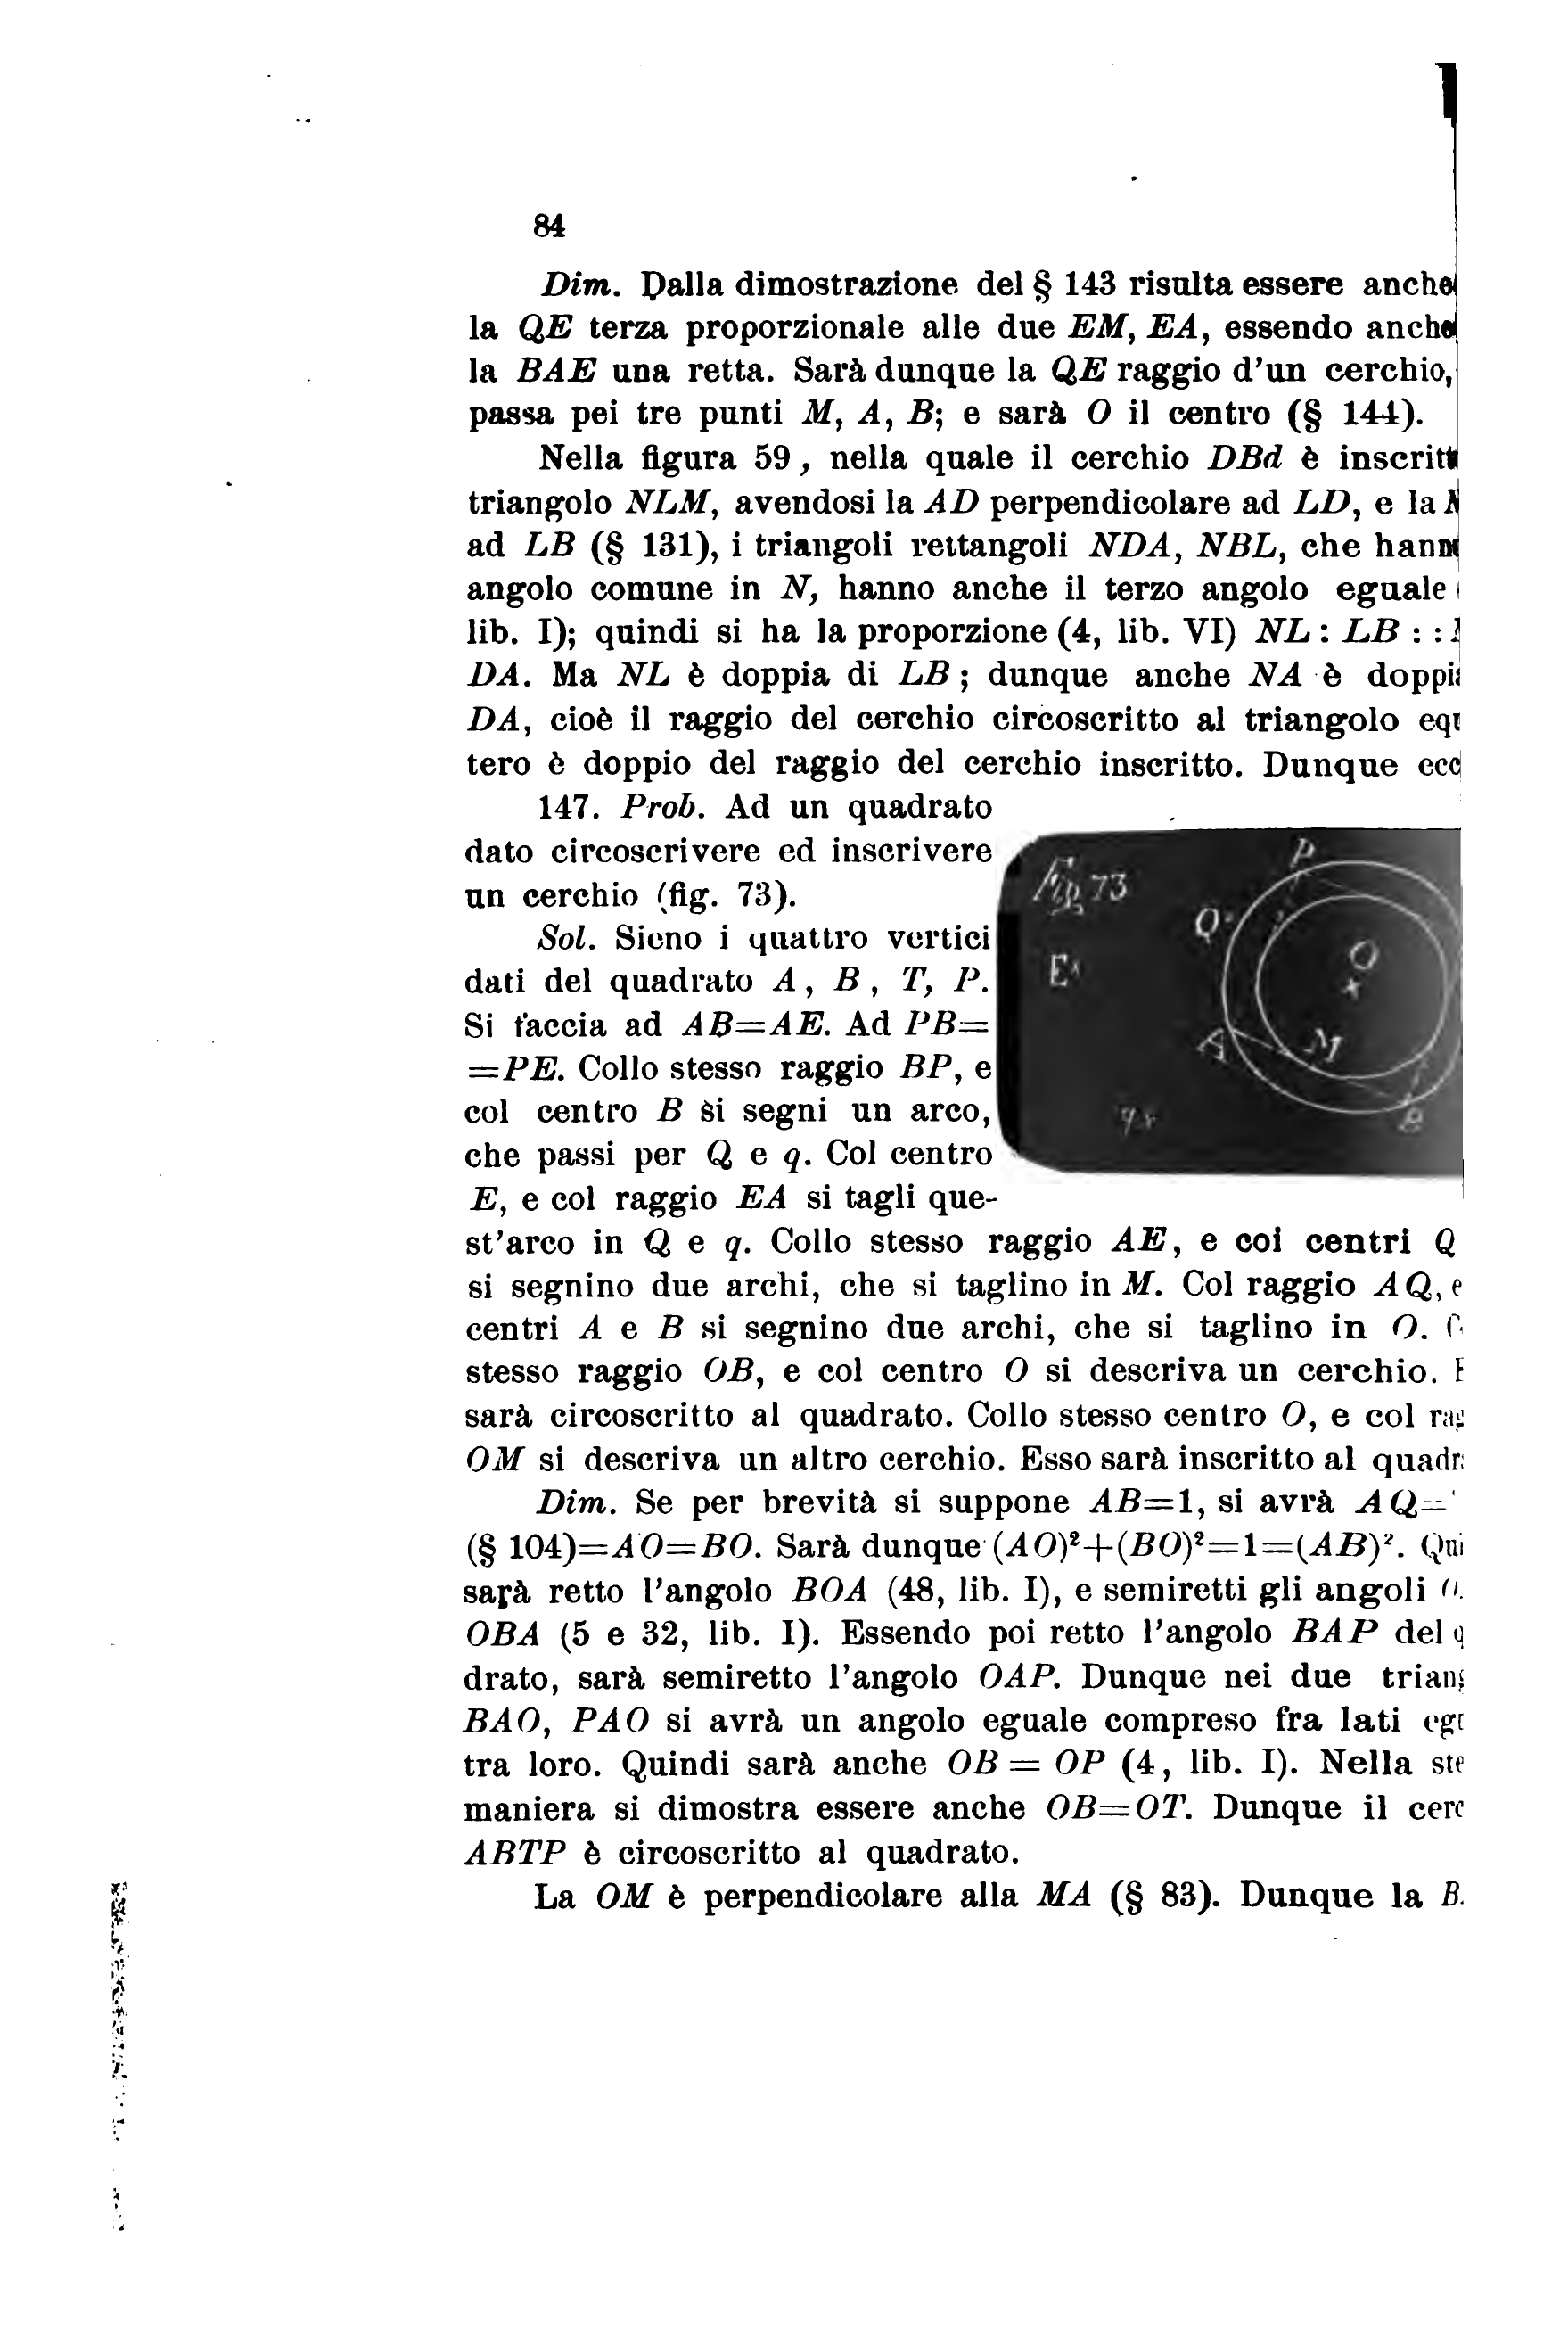 84
Dim. Dalla dimostrazione del § 143 risulta essere anche
la QE terza proporzionale alle due EM, EA, essendo anche
la BAE una retta. Sarà dunque la QE raggio d'un cerchio,
passa pei tre punti M, A, B; e sarà O il centro (§ 144).
Nella figura 59, nella quale il cerchio DBd è inscritt
triangolo NLM, avendosi la AD perpendicolare ad LD, e la
ad LB (§ 131), i triangoli rettangoli NDA, NBL, che hann
angolo comune in N, hanno anche il terzo angolo eguale
lib. I); quindi si ha la proporzione (4, lib. VI) NL : LB : :
DA. Ma NL è doppia di LB; dunque anche NA è doppi
DA, cioè il raggio del cerchio circoscritto al triangolo eq
tero è doppio del raggio del cerchio inscritto. Dunque ecc
147. Prob. Ad un quadrato
dato circoscrivere ed inscrivere
un cerchio (fig. 73).
Sol. Sieno i quattro vertici
dati del quadrato A, B, T, P.
Si faccia ad AB=AE. Ad PB=
=PE. Collo stesso raggio BP, e
col centro B si segni un arco,
che passi per Q e q. Col centro
E, e col raggio EA si tagli que-
Fig. 73
P
Q
O
E
A
M
B
q
st'arco in Q e q. Collo stesso raggio AE, e coi centri Q
si segnino due archi, che si taglino in M. Col raggio AQ, e
centri A e B si segnino due archi, che si taglino in O.
stesso raggio OB, e col centro O si descriva un cerchio.
sarà circoscritto al quadrato. Collo stesso centro O, e col rag
OM si descriva un altro cerchio. Esso sarà inscritto al quadr
Dim. Se per brevità si suppone AB=1, si avrà AQ=
(§ 104)=AO=BO. Sarà dunque (AO)²+(BO)²=1=(AB)². Qui
sarà retto l'angolo BOA (48, lib. I), e semiretti gli angoli O
OBA (5 e 32, lib. I). Essendo poi retto l'angolo BAP del q
drato, sarà semiretto l'angolo OAP. Dunque nei due triang
BAO, PAO si avrà un angolo eguale compreso fra lati eg
tra loro. Quindi sarà anche OB = OP (4, lib. I). Nella ste
maniera si dimostra essere anche OB=OT. Dunque il cerc
ABTP è circoscritto al quadrato.
La OM è perpendicolare alla MA (§ 83). Dunque la B